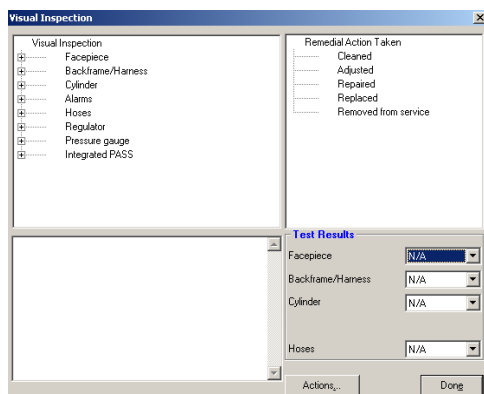 Visual Inspection
Visual Inspection
Facepiece
Backframe/Harness
Cylinder
Alarms
Hoses
Regulator
Pressure gauge
Integrated PASS
Remedial Action Taken
Cleaned
Adjusted
Repaired
Replaced
Removed from service
Test Results
Facepiece N/A
Backframe/Harness N/A
Cylinder N/A
Hoses N/A
Actions... Done